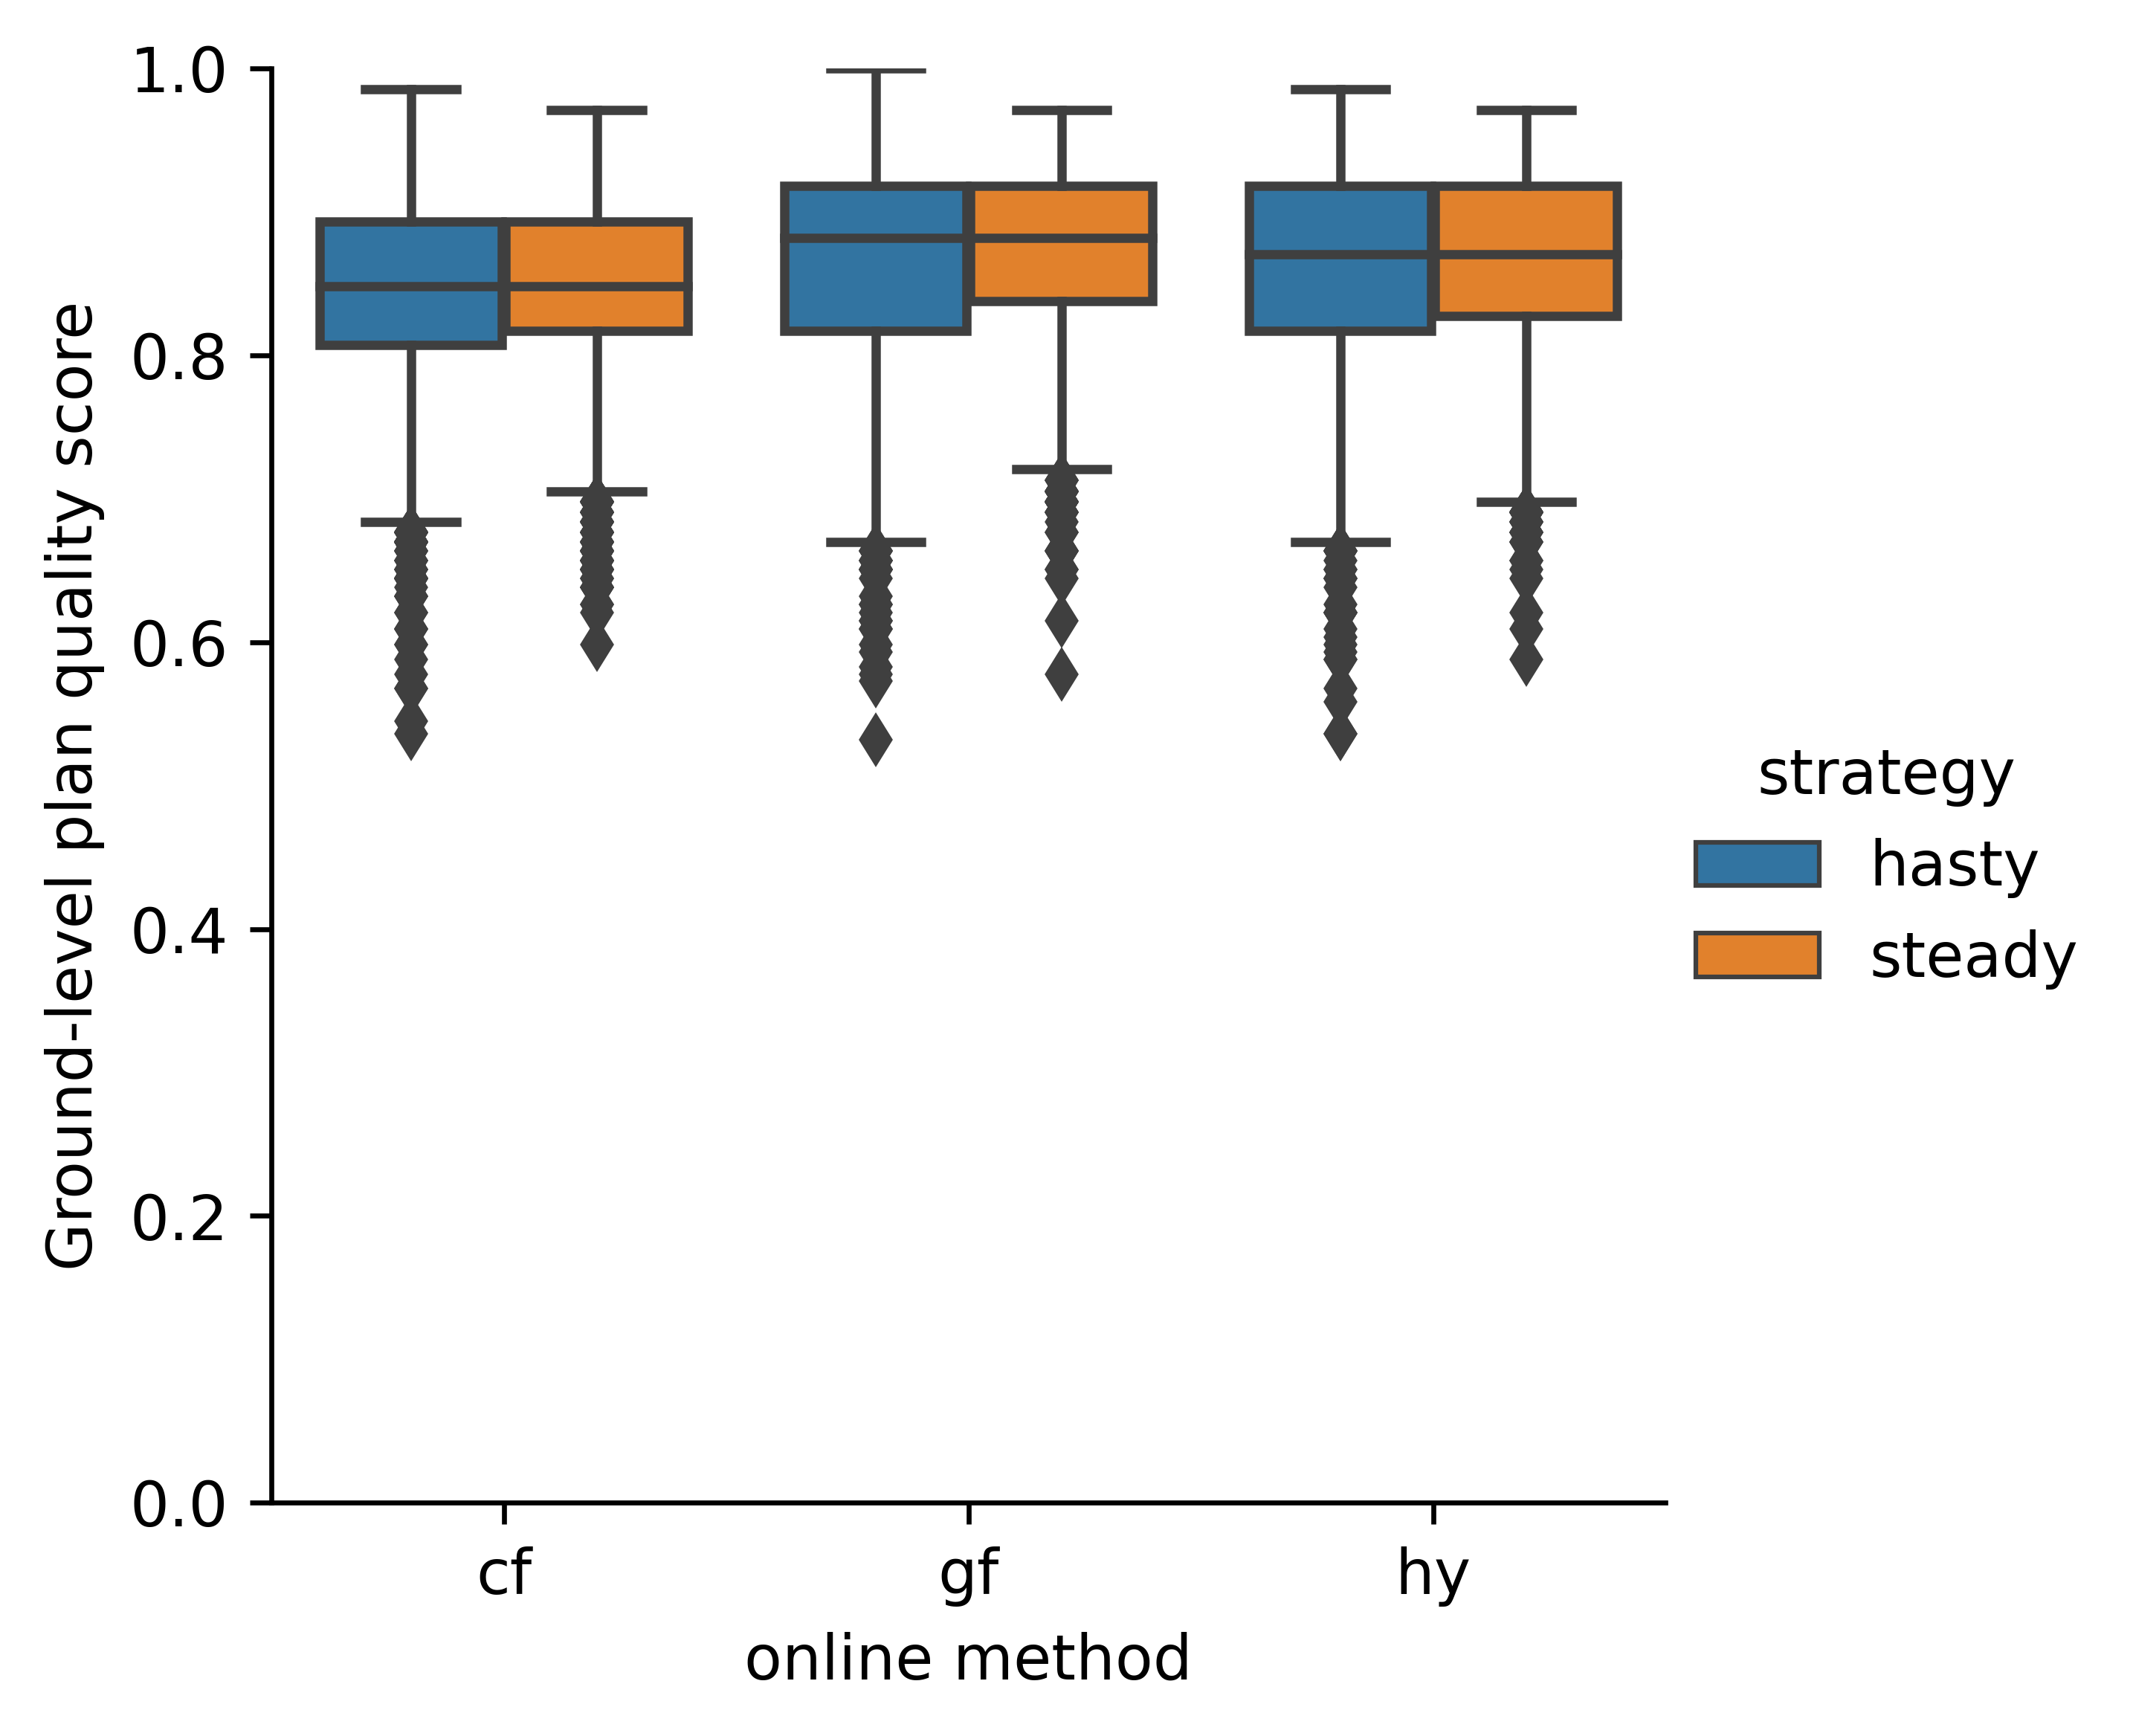 Ground-level plan quality score
1.0
0.8
0.6
0.4
0.2
0.0
cf
gf
hy
online method
strategy
hasty
steady